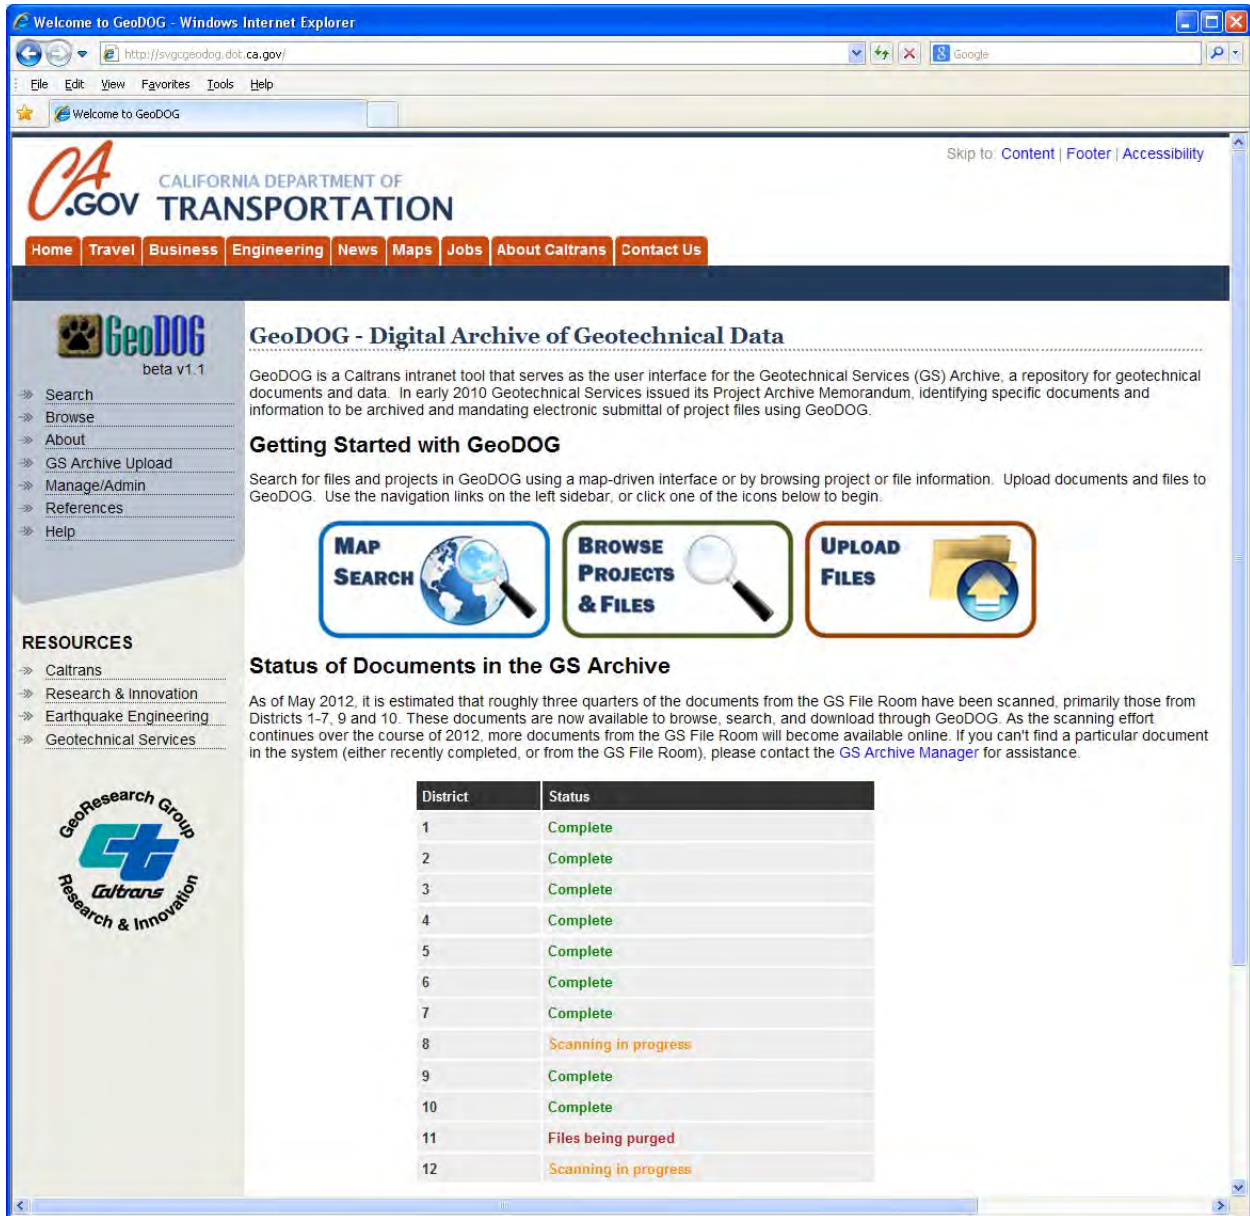 Welcome to GeoDOG - Windows Internet Explorer
http://svgcgeodog.dot.ca.gov/
Google
File Edit View Favorites Tools Help
Welcome to GeoDOG
Skip to: Content | Footer | Accessibility
CA.GOV
CALIFORNIA DEPARTMENT OF
TRANSPORTATION
Home Travel Business Engineering News Maps Jobs About Caltrans Contact Us
GeoDOG
beta v1.1
Search
Browse
About
GS Archive Upload
Manage/Admin
References
Help
RESOURCES
Caltrans
Research & Innovation
Earthquake Engineering
Geotechnical Services
GeoResearch Group
Caltrans
Research & Innovation
GeoDOG - Digital Archive of Geotechnical Data
GeoDOG is a Caltrans intranet tool that serves as the user interface for the Geotechnical Services (GS) Archive, a repository for geotechnical
documents and data. In early 2010 Geotechnical Services issued its Project Archive Memorandum, identifying specific documents and
information to be archived and mandating electronic submittal of project files using GeoDOG.
Getting Started with GeoDOG
Search for files and projects in GeoDOG using a map-driven interface or by browsing project or file information. Upload documents and files to
GeoDOG. Use the navigation links on the left sidebar, or click one of the icons below to begin.
MAP
SEARCH
BROWSE
PROJECTS
& FILES
UPLOAD
FILES
Status of Documents in the GS Archive
As of May 2012, it is estimated that roughly three quarters of the documents from the GS File Room have been scanned, primarily those from
Districts 1-7, 9 and 10. These documents are now available to browse, search, and download through GeoDOG. As the scanning effort
continues over the course of 2012, more documents from the GS File Room will become available online. If you can't find a particular document
in the system (either recently completed, or from the GS File Room), please contact the GS Archive Manager for assistance.
District Status
1 Complete
2 Complete
3 Complete
4 Complete
5 Complete
6 Complete
7 Complete
8 Scanning in progress
9 Complete
10 Complete
11 Files being purged
12 Scanning in progress